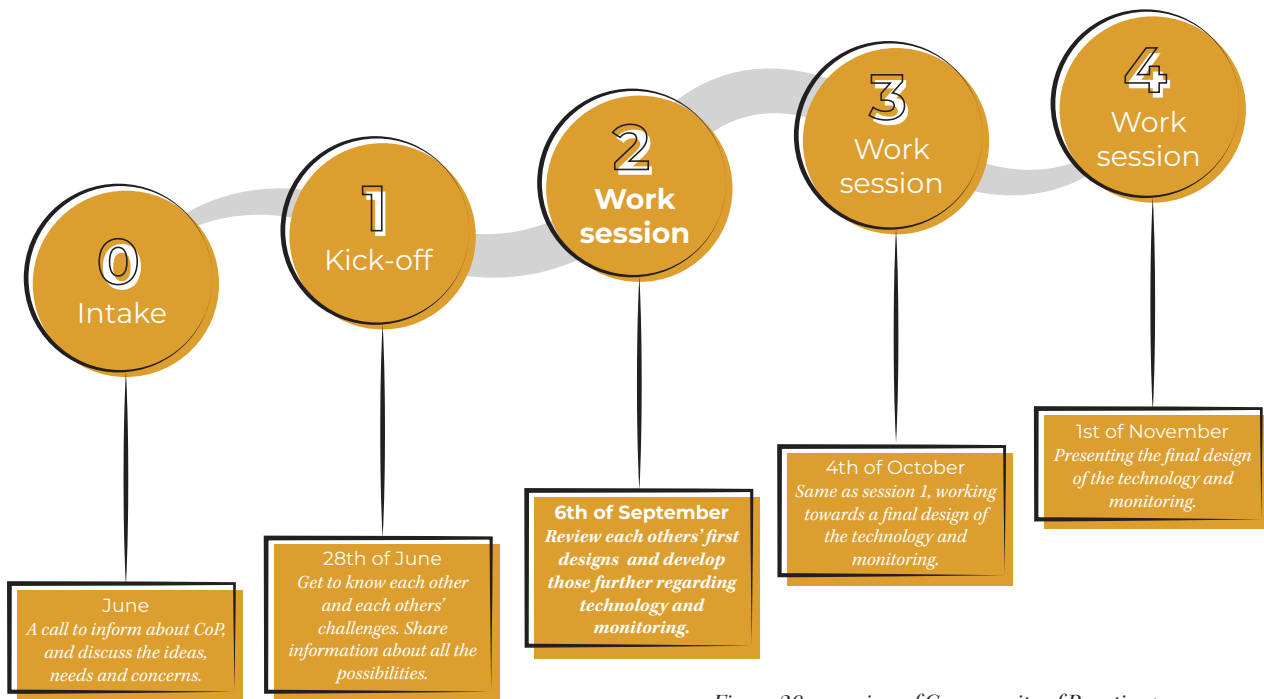 0
Intake
June
A call to inform about CoP,
and discuss the ideas,
needs and concerns.
1
Kick-off
28th of June
Get to know each other
and each others'
challenges. Share
information about all the
possibilities.
2
Work
session
6th of September
Review each others' first
designs and develop
those further regarding
technology and
monitoring.
3
Work
session
4th of October
Same as session 1, working
towards a final design of
the technology and
monitoring.
4
Work
session
1st of November
Presenting the final design
of the technology and
monitoring.